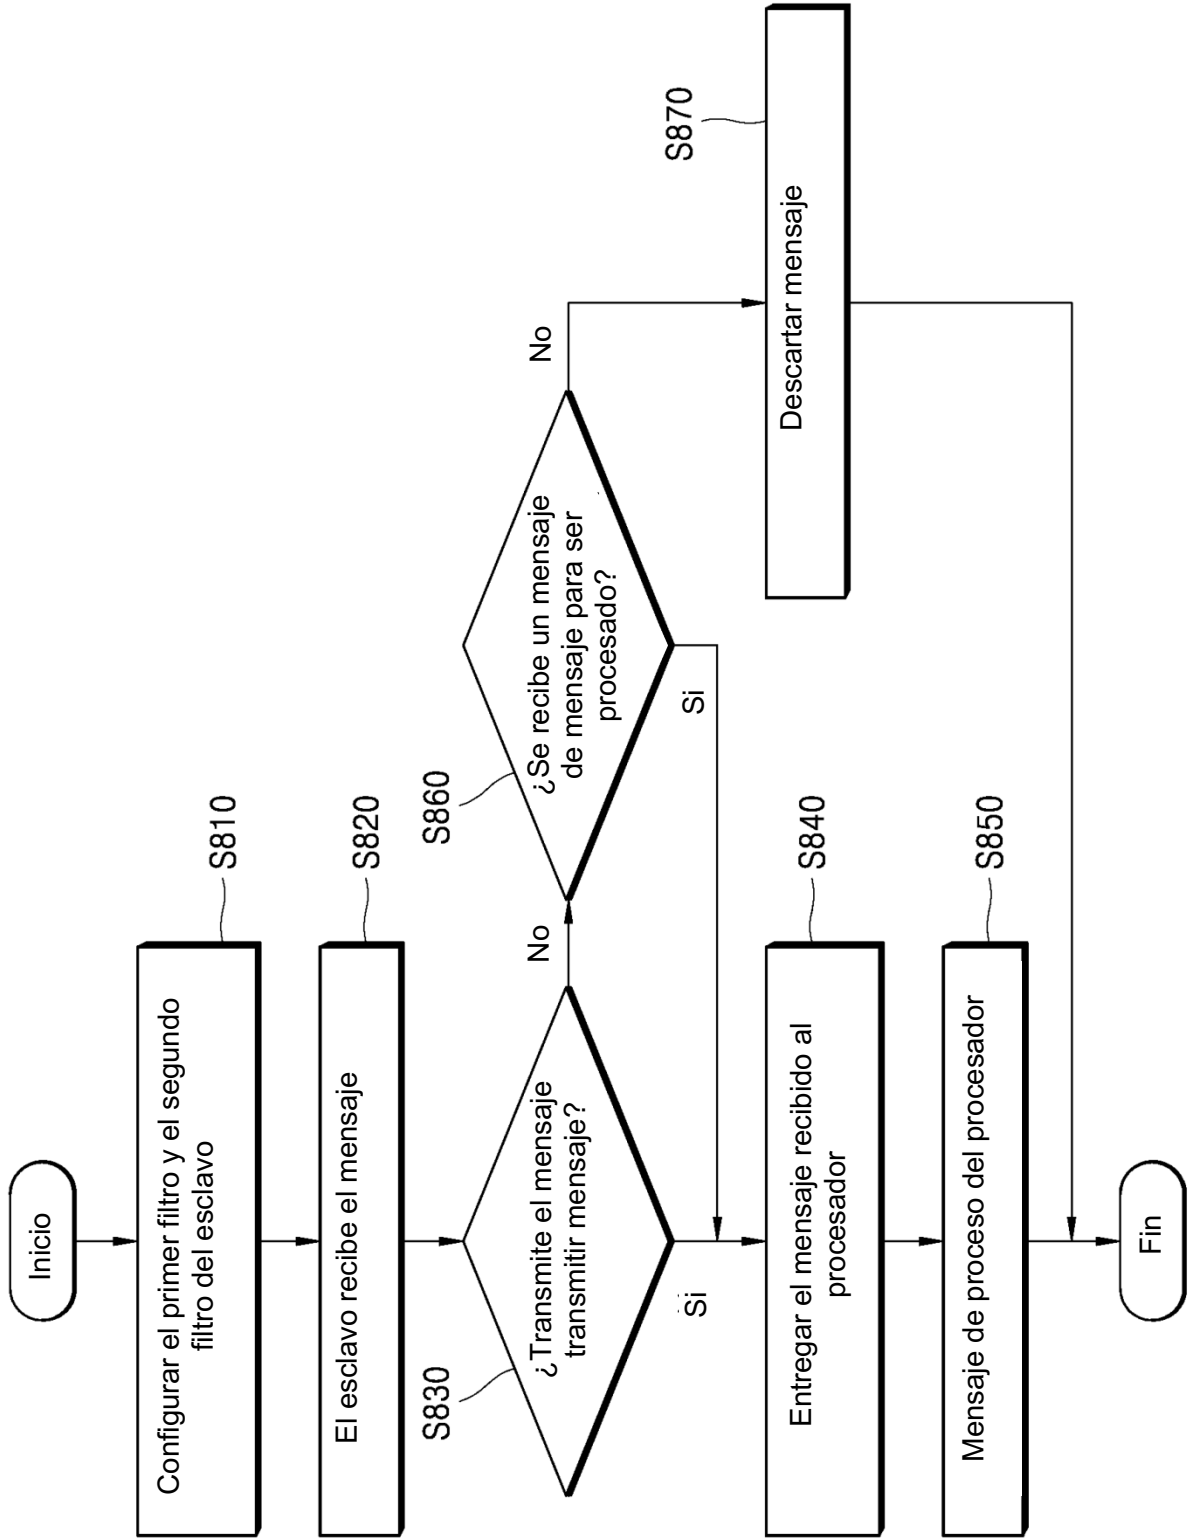 Inicio
Configurar el primer filtro y el segundo
filtro del esclavo
S810
El esclavo recibe el mensaje
S820
¿Transmite el mensaje
transmitir mensaje?
S830
No
Si
¿Se recibe un mensaje
de mensaje para ser
procesado?
S860
No
Si
Entregar el mensaje recibido al
procesador
S840
Descartar mensaje
S870
Mensaje de proceso del procesador
S850
Fin